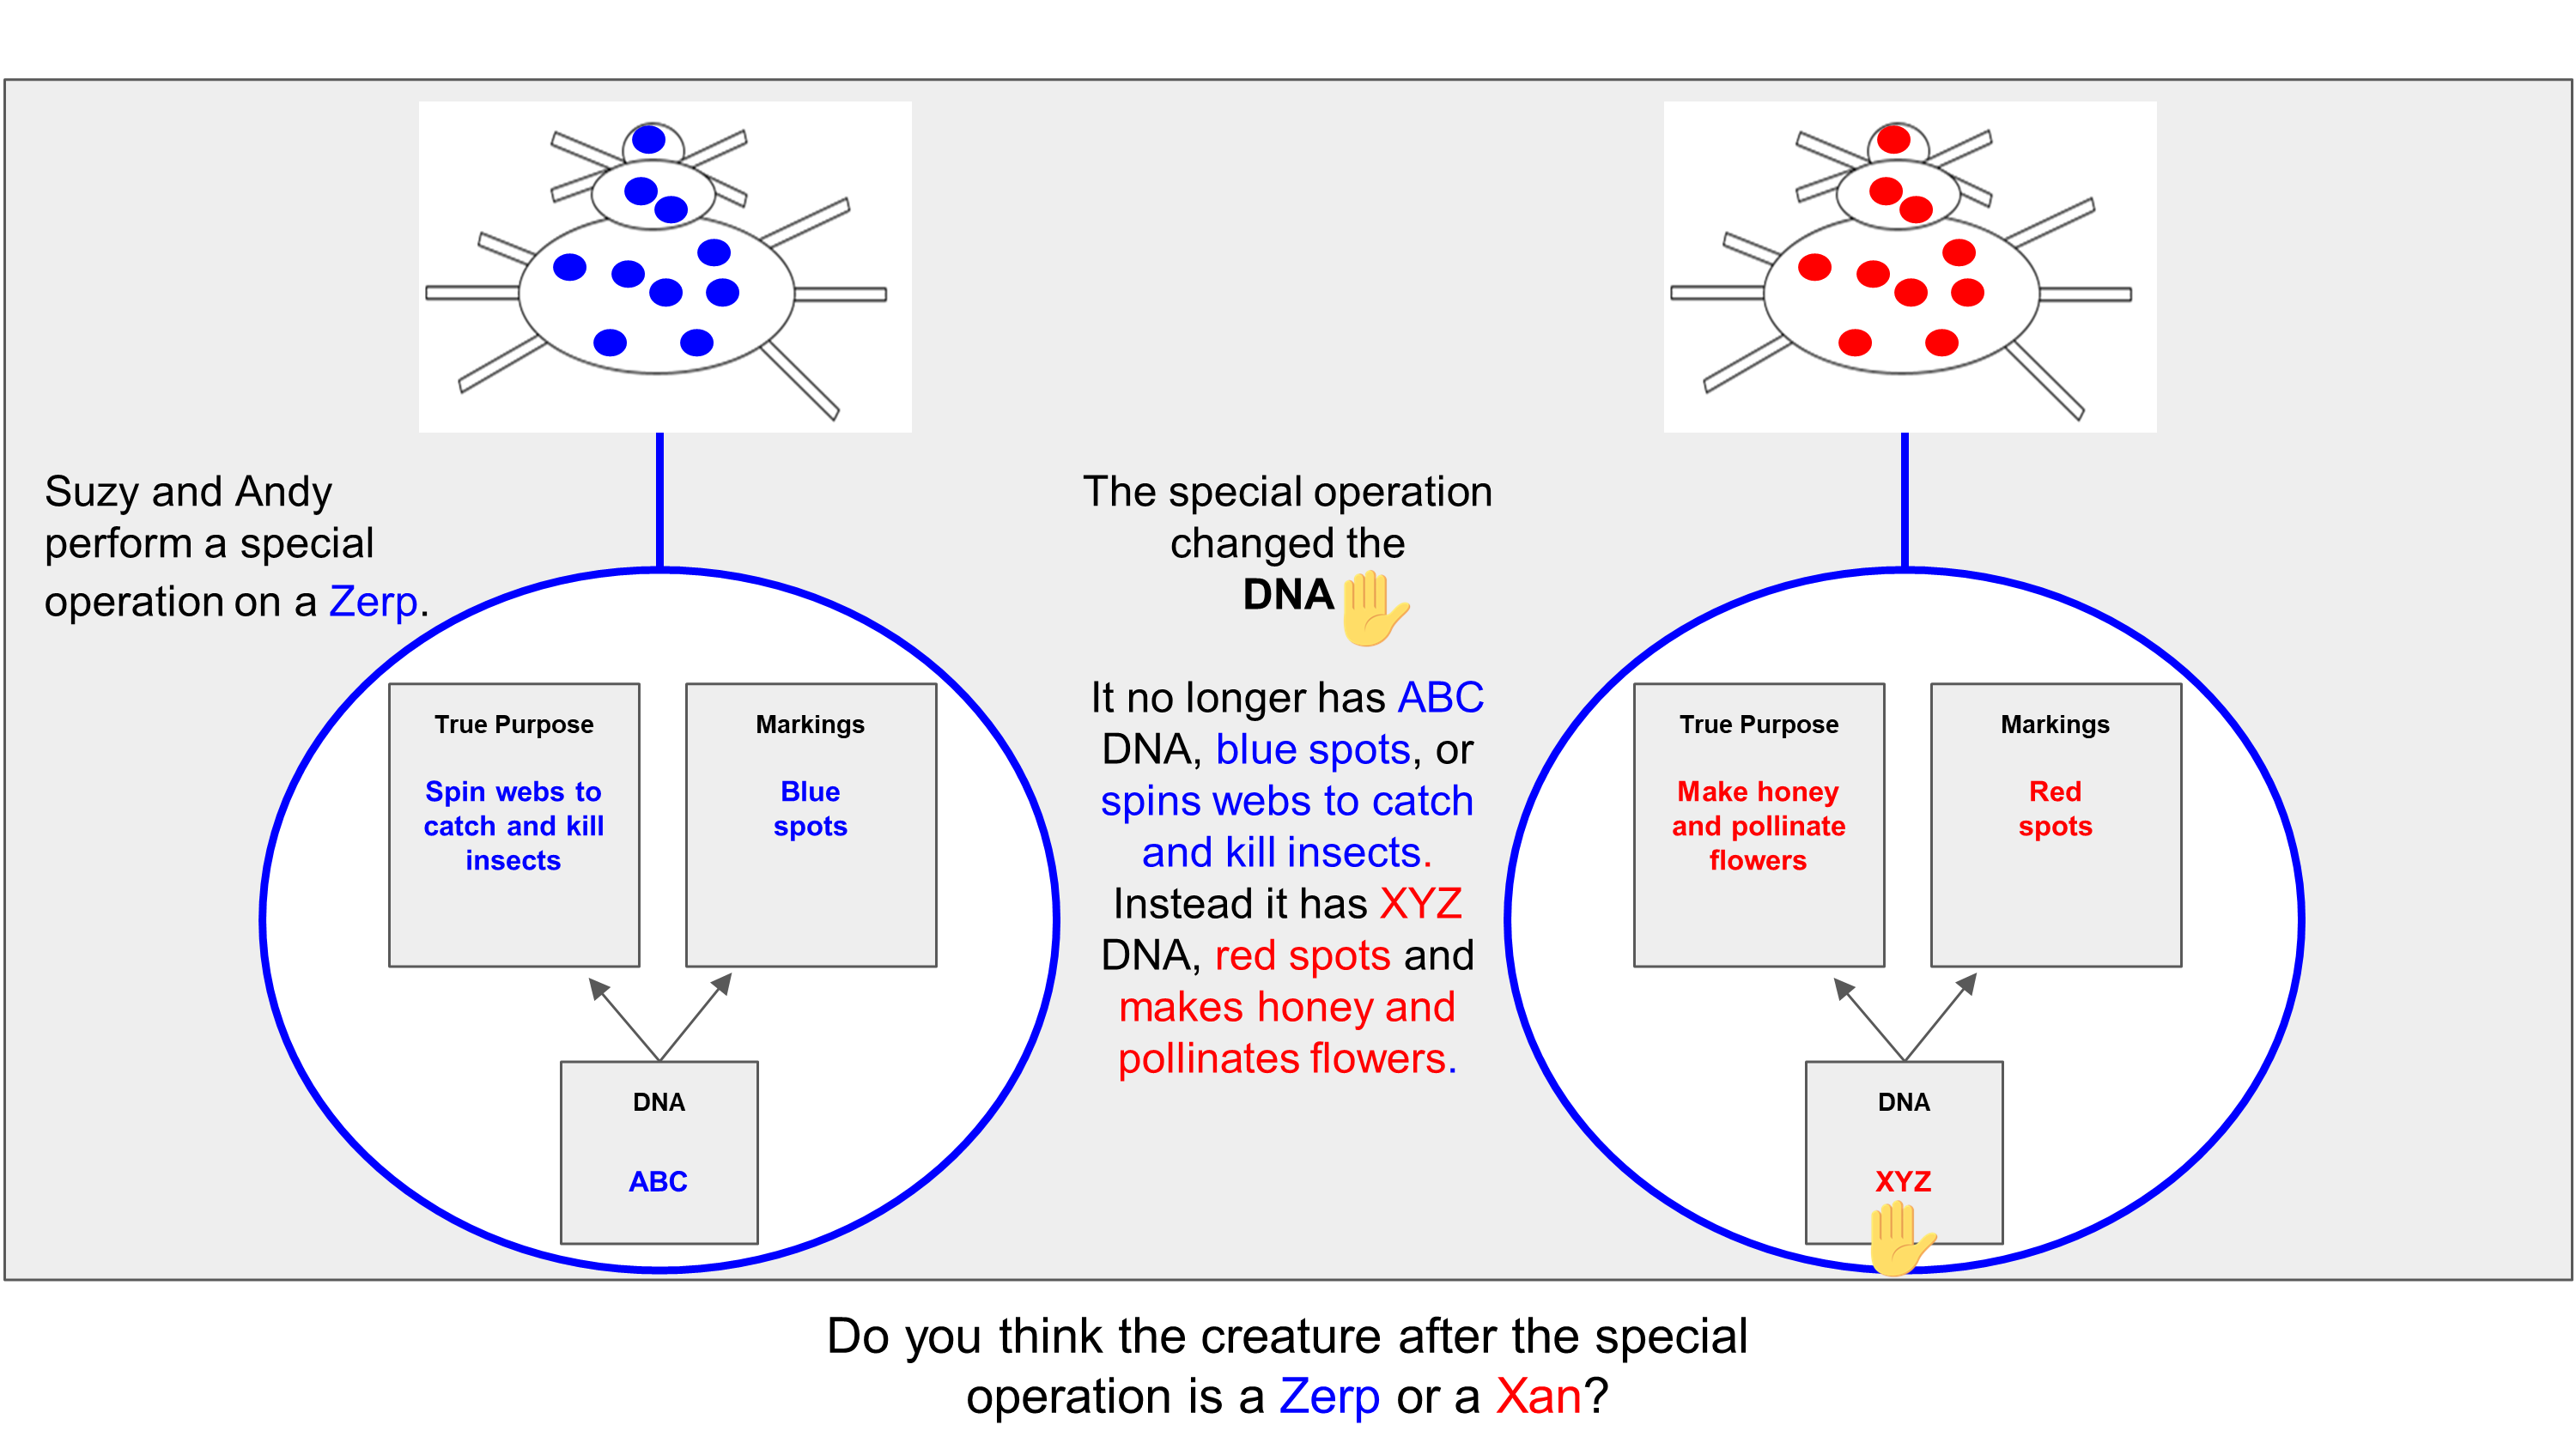 Suzy and Andy
perform a special
operation on a Zerp.
True Purpose
Spin webs to
catch and kill
insects
Markings
Blue
spots
DNA
ABC
The special operation
changed the
DNA
It no longer has ABC
DNA, blue spots, or
spins webs to catch
and kill insects.
Instead it has XYZ
DNA, red spots and
makes honey and
pollinates flowers.
True Purpose
Make honey
and pollinate
flowers
Markings
Red
spots
DNA
XYZ
Do you think the creature after the special
operation is a Zerp or a Xan?